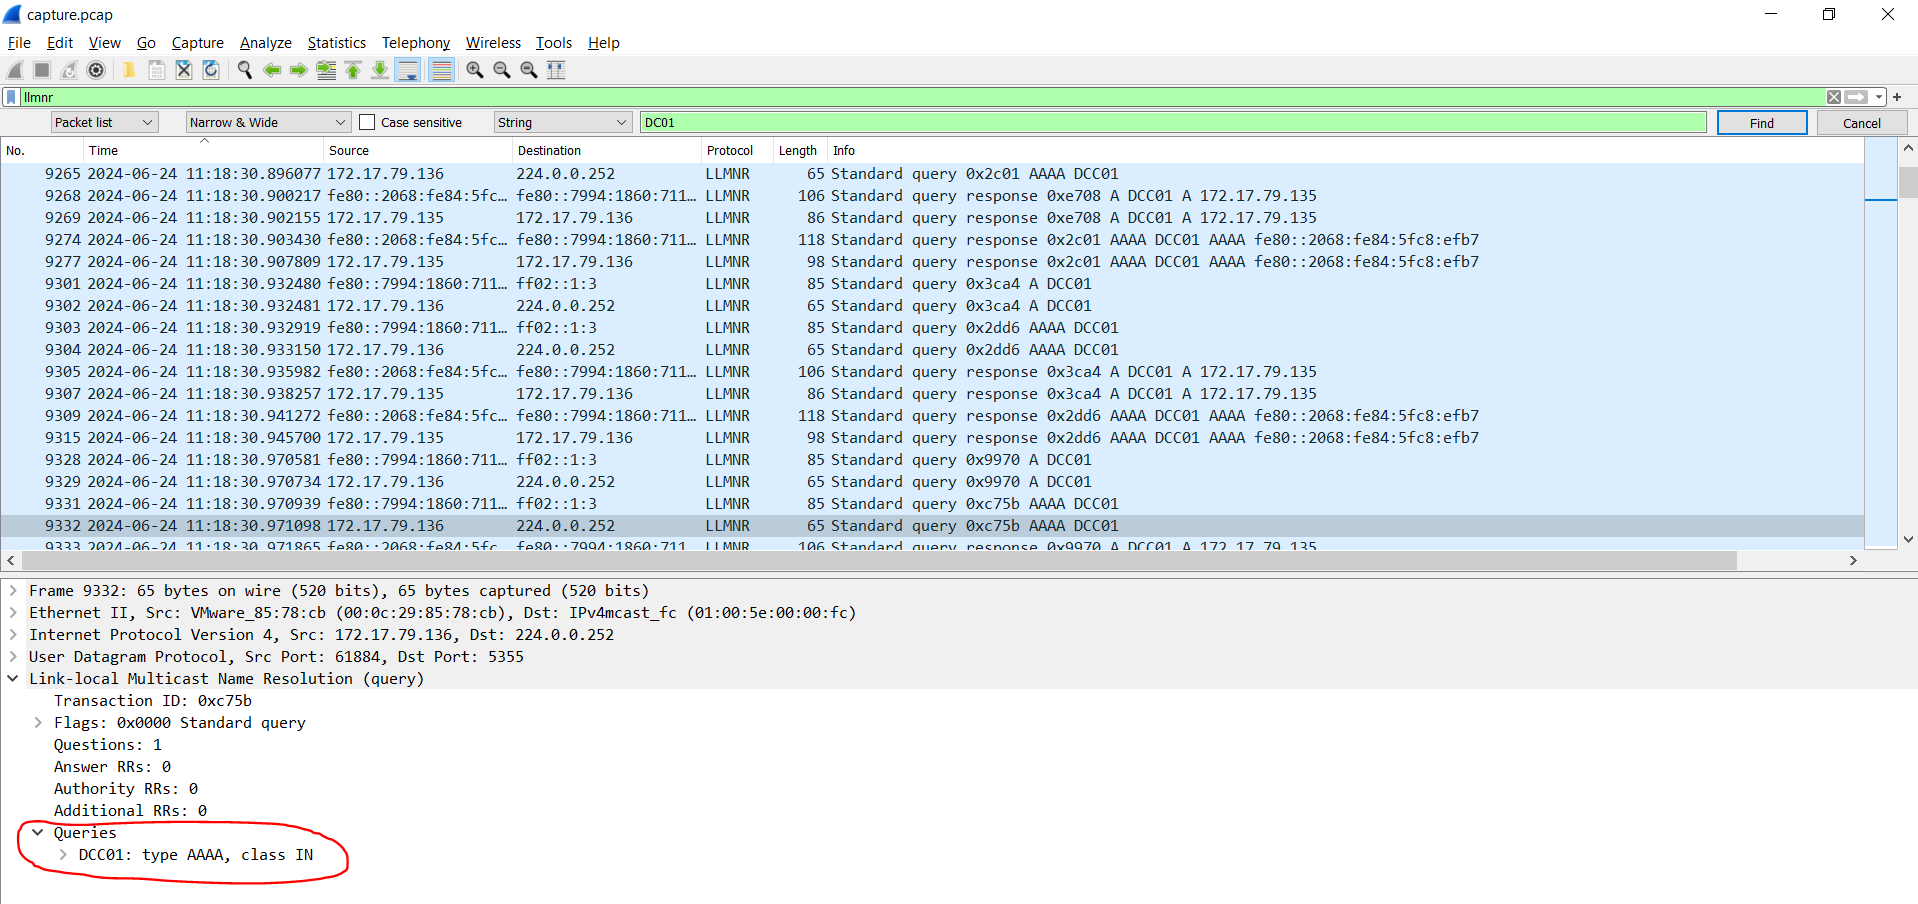 capture.pcap
File Edit View Go Capture Analyze Statistics Telephony Wireless Tools Help
llmnr
Packet list Narrow & Wide Case sensitive String DC01 Find Cancel
No. Time Source Destination Protocol Length Info
9265 2024-06-24 11:18:30.896077 172.17.79.136 224.0.0.252 LLMNR 65 Standard query 0x2c01 AAAA DCC01
9268 2024-06-24 11:18:30.900217 fe80::2068:fe84:5fc… fe80::7994:1860:711… LLMNR 106 Standard query response 0xe708 A DCC01 A 172.17.79.135
9269 2024-06-24 11:18:30.902155 172.17.79.135 172.17.79.136 LLMNR 86 Standard query response 0xe708 A DCC01 A 172.17.79.135
9274 2024-06-24 11:18:30.903430 fe80::2068:fe84:5fc… fe80::7994:1860:711… LLMNR 118 Standard query response 0x2c01 AAAA DCC01 AAAA fe80::2068:fe84:5fc8:efb7
9277 2024-06-24 11:18:30.907809 172.17.79.135 172.17.79.136 LLMNR 98 Standard query response 0x2c01 AAAA DCC01 AAAA fe80::2068:fe84:5fc8:efb7
9301 2024-06-24 11:18:30.932480 fe80::7994:1860:711… ff02::1:3 LLMNR 85 Standard query 0x3ca4 A DCC01
9302 2024-06-24 11:18:30.932481 172.17.79.136 224.0.0.252 LLMNR 65 Standard query 0x3ca4 A DCC01
9303 2024-06-24 11:18:30.932919 fe80::7994:1860:711… ff02::1:3 LLMNR 85 Standard query 0x2dd6 AAAA DCC01
9304 2024-06-24 11:18:30.933150 172.17.79.136 224.0.0.252 LLMNR 65 Standard query 0x2dd6 AAAA DCC01
9305 2024-06-24 11:18:30.935982 fe80::2068:fe84:5fc… fe80::7994:1860:711… LLMNR 106 Standard query response 0x3ca4 A DCC01 A 172.17.79.135
9307 2024-06-24 11:18:30.938257 172.17.79.135 172.17.79.136 LLMNR 86 Standard query response 0x3ca4 A DCC01 A 172.17.79.135
9309 2024-06-24 11:18:30.941272 fe80::2068:fe84:5fc… fe80::7994:1860:711… LLMNR 118 Standard query response 0x2dd6 AAAA DCC01 AAAA fe80::2068:fe84:5fc8:efb7
9315 2024-06-24 11:18:30.945700 172.17.79.135 172.17.79.136 LLMNR 98 Standard query response 0x2dd6 AAAA DCC01 AAAA fe80::2068:fe84:5fc8:efb7
9328 2024-06-24 11:18:30.970581 fe80::7994:1860:711… ff02::1:3 LLMNR 85 Standard query 0x9970 A DCC01
9329 2024-06-24 11:18:30.970734 172.17.79.136 224.0.0.252 LLMNR 65 Standard query 0x9970 A DCC01
9331 2024-06-24 11:18:30.970939 fe80::7994:1860:711… ff02::1:3 LLMNR 85 Standard query 0xc75b AAAA DCC01
9332 2024-06-24 11:18:30.971098 172.17.79.136 224.0.0.252 LLMNR 65 Standard query 0xc75b AAAA DCC01
9333 2024-06-24 11:18:30.971865 fe80::2068:fe84:5fc… fe80::7994:1860:711… LLMNR 106 Standard query response 0x9970 A DCC01 A 172.17.79.135
Frame 9332: 65 bytes on wire (520 bits), 65 bytes captured (520 bits)
Ethernet II, Src: VMware_85:78:cb (00:0c:29:85:78:cb), Dst: IPv4mcast_fc (01:00:5e:00:00:fc)
Internet Protocol Version 4, Src: 172.17.79.136, Dst: 224.0.0.252
User Datagram Protocol, Src Port: 61884, Dst Port: 5355
Link-local Multicast Name Resolution (query)
Transaction ID: 0xc75b
Flags: 0x0000 Standard query
Questions: 1
Answer RRs: 0
Authority RRs: 0
Additional RRs: 0
Queries
DCC01: type AAAA, class IN